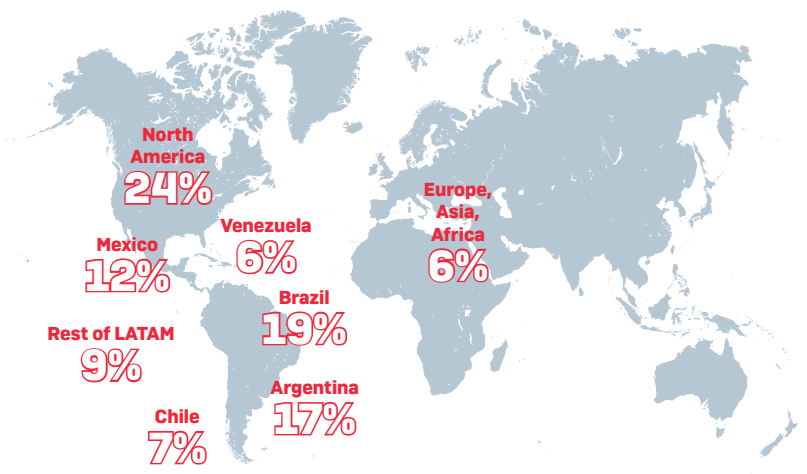 North
America
24%
Venezuela
6%
Mexico
12%
Europe,
Asia,
Africa
6%
Brazil
19%
Rest of LATAM
9%
Argentina
17%
Chile
7%